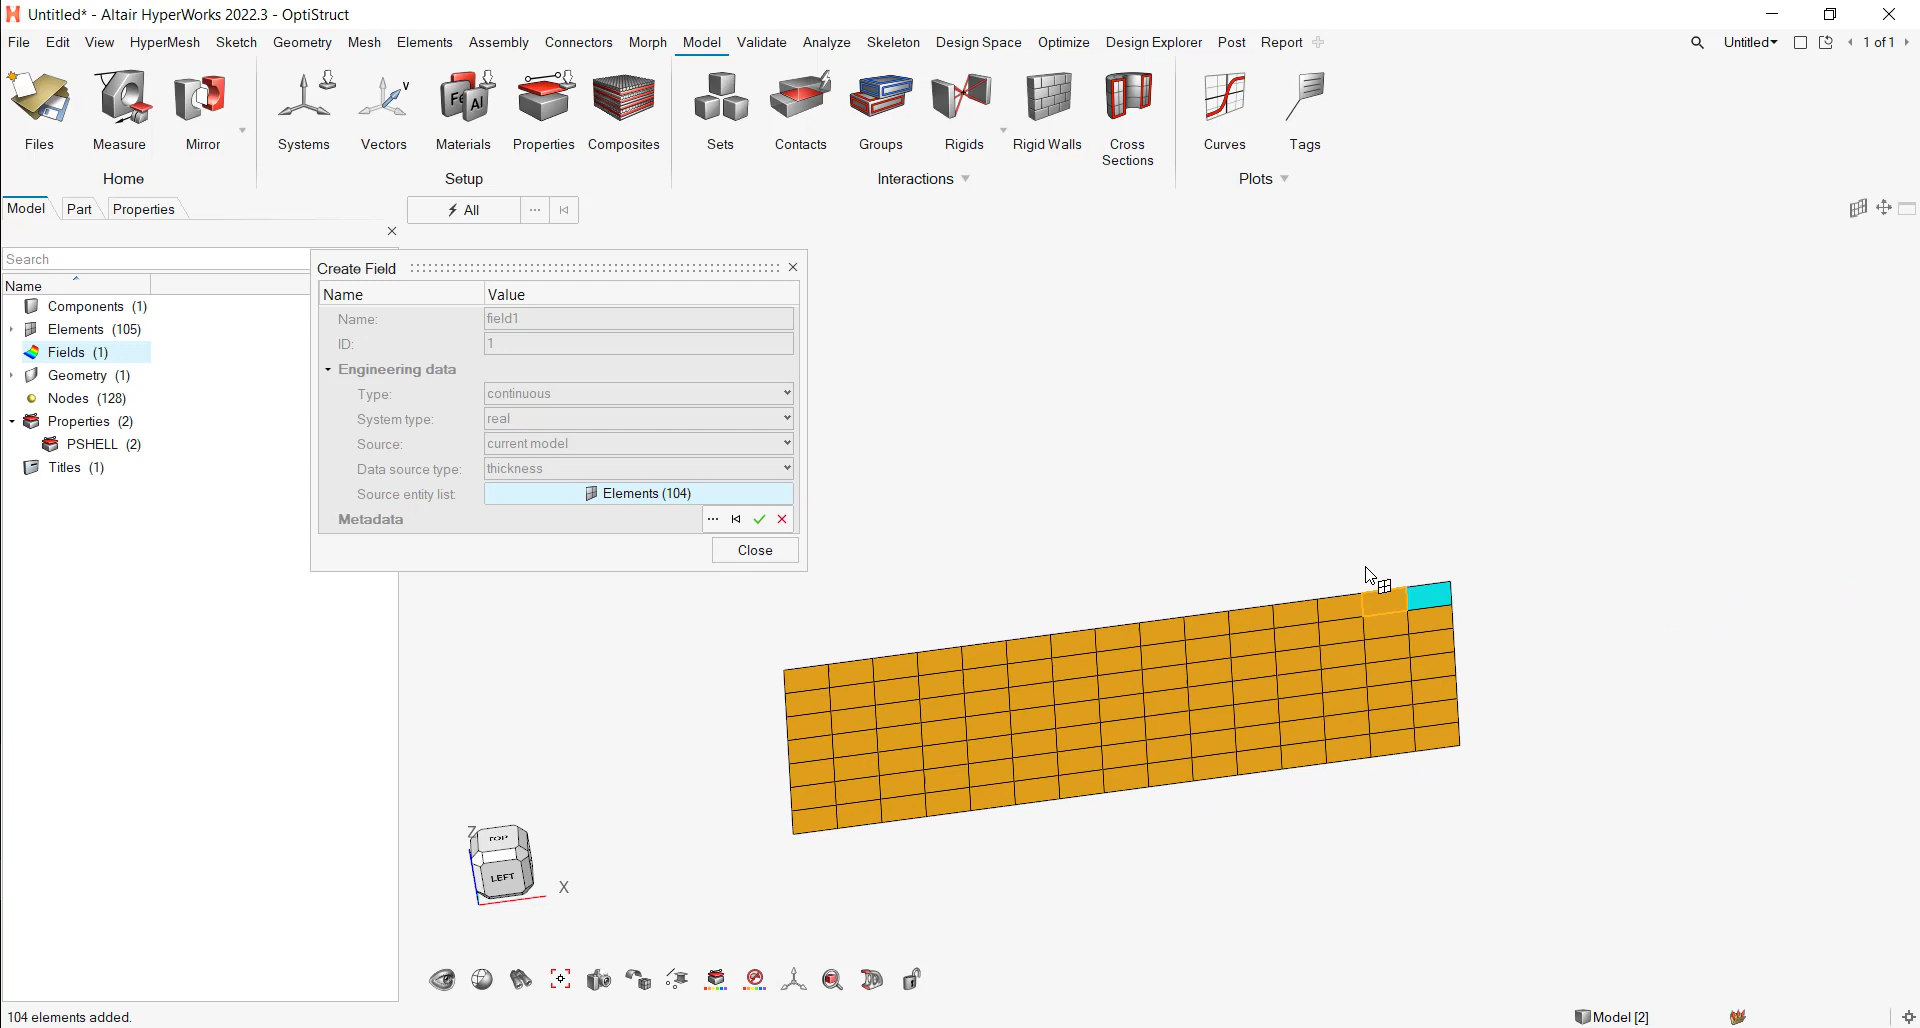 Untitled* - Altair HyperWorks 2022.3 - OptiStruct
File Edit View HyperMesh Sketch Geometry Mesh Elements Assembly Connectors Morph Model Validate Analyze Skeleton Design Space Optimize Design Explorer Post Report Untitled 1 of 1
Fe Al V
Files Measure Mirror Systems Vectors Materials Properties Composites Sets Contacts Groups Rigids Rigid Walls Cross Sections Curves Tags
Home Setup Interactions Plots
Model Part Properties All ...
Search
Create Field
Name
Name Value
Components (1)
Name: field1
Elements (105)
ID: 1
Fields (1)
Engineering data
Geometry (1)
Type: continuous
Nodes (128)
System type: real
Properties (2)
Source: current model
PSHELL (2)
Data source type: thickness
Titles (1)
Source entity list: Elements (104)
Metadata ...
Close
Z
TOP
LEFT
X
104 elements added. Model [2]